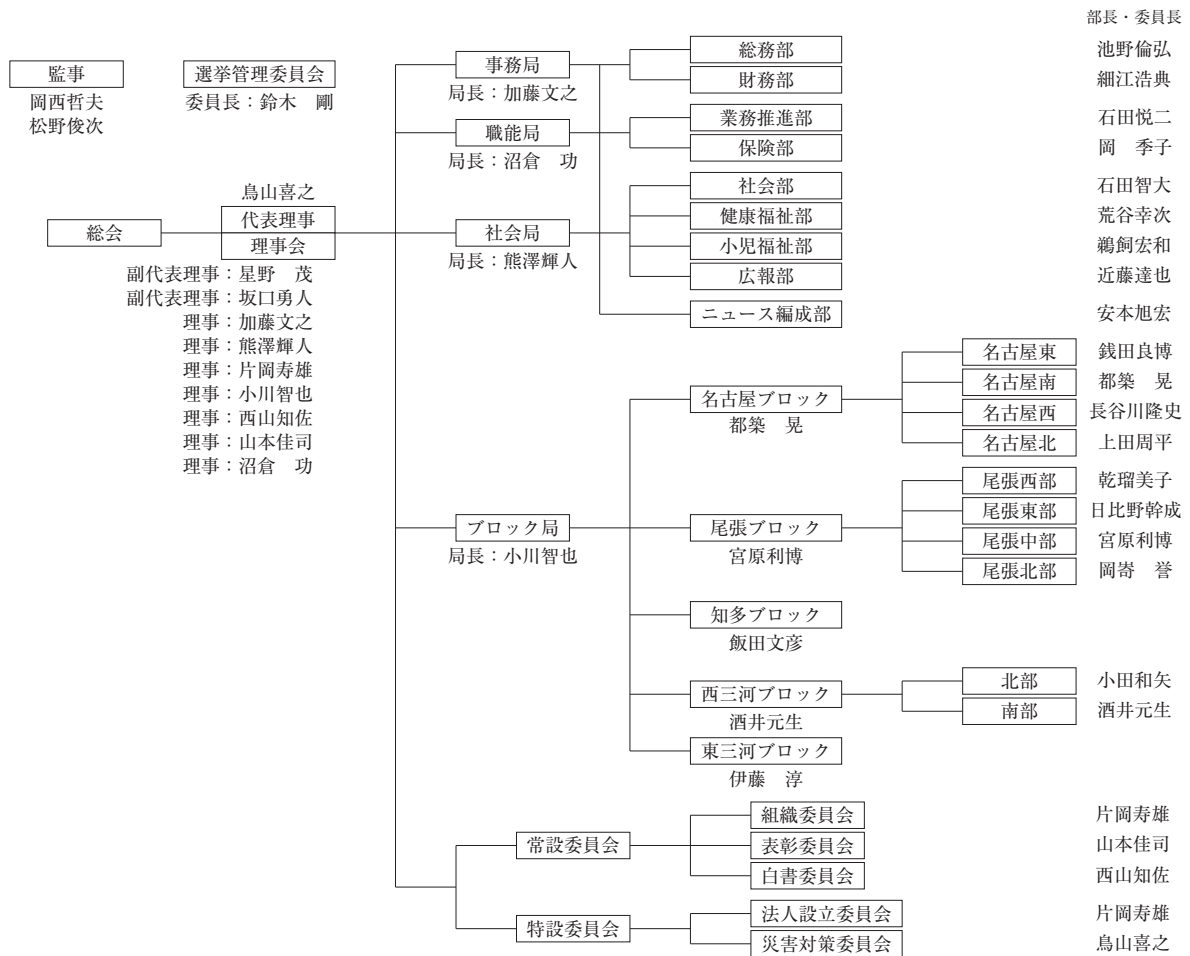 部長・委員長
監事
岡西哲夫
松野俊次
選挙管理委員会
委員長：鈴木　剛
総会
鳥山喜之
代表理事
理事会
副代表理事：星野　茂
副代表理事：坂口勇人
理事：加藤文之
理事：熊澤輝人
理事：片岡寿雄
理事：小川智也
理事：西山知佐
理事：山本佳司
理事：沼倉　功
事務局
局長：加藤文之
総務部　池野倫弘
財務部　細江浩典
職能局
局長：沼倉　功
業務推進部　石田悦二
保険部　岡　季子
社会局
局長：熊澤輝人
社会部　石田智大
健康福祉部　荒谷幸次
小児福祉部　鵜飼宏和
広報部　近藤達也
ニュース編成部　安本旭宏
ブロック局
局長：小川智也
名古屋ブロック
都築　晃
名古屋東　銭田良博
名古屋南　都築　晃
名古屋西　長谷川隆史
名古屋北　上田周平
尾張ブロック
宮原利博
尾張西部　乾瑠美子
尾張東部　日比野幹成
尾張中部　宮原利博
尾張北部　岡寄　誉
知多ブロック
飯田文彦
西三河ブロック
酒井元生
北部　小田和矢
南部　酒井元生
東三河ブロック
伊藤　淳
常設委員会
組織委員会　片岡寿雄
表彰委員会　山本佳司
白書委員会　西山知佐
特設委員会
法人設立委員会　片岡寿雄
災害対策委員会　鳥山喜之